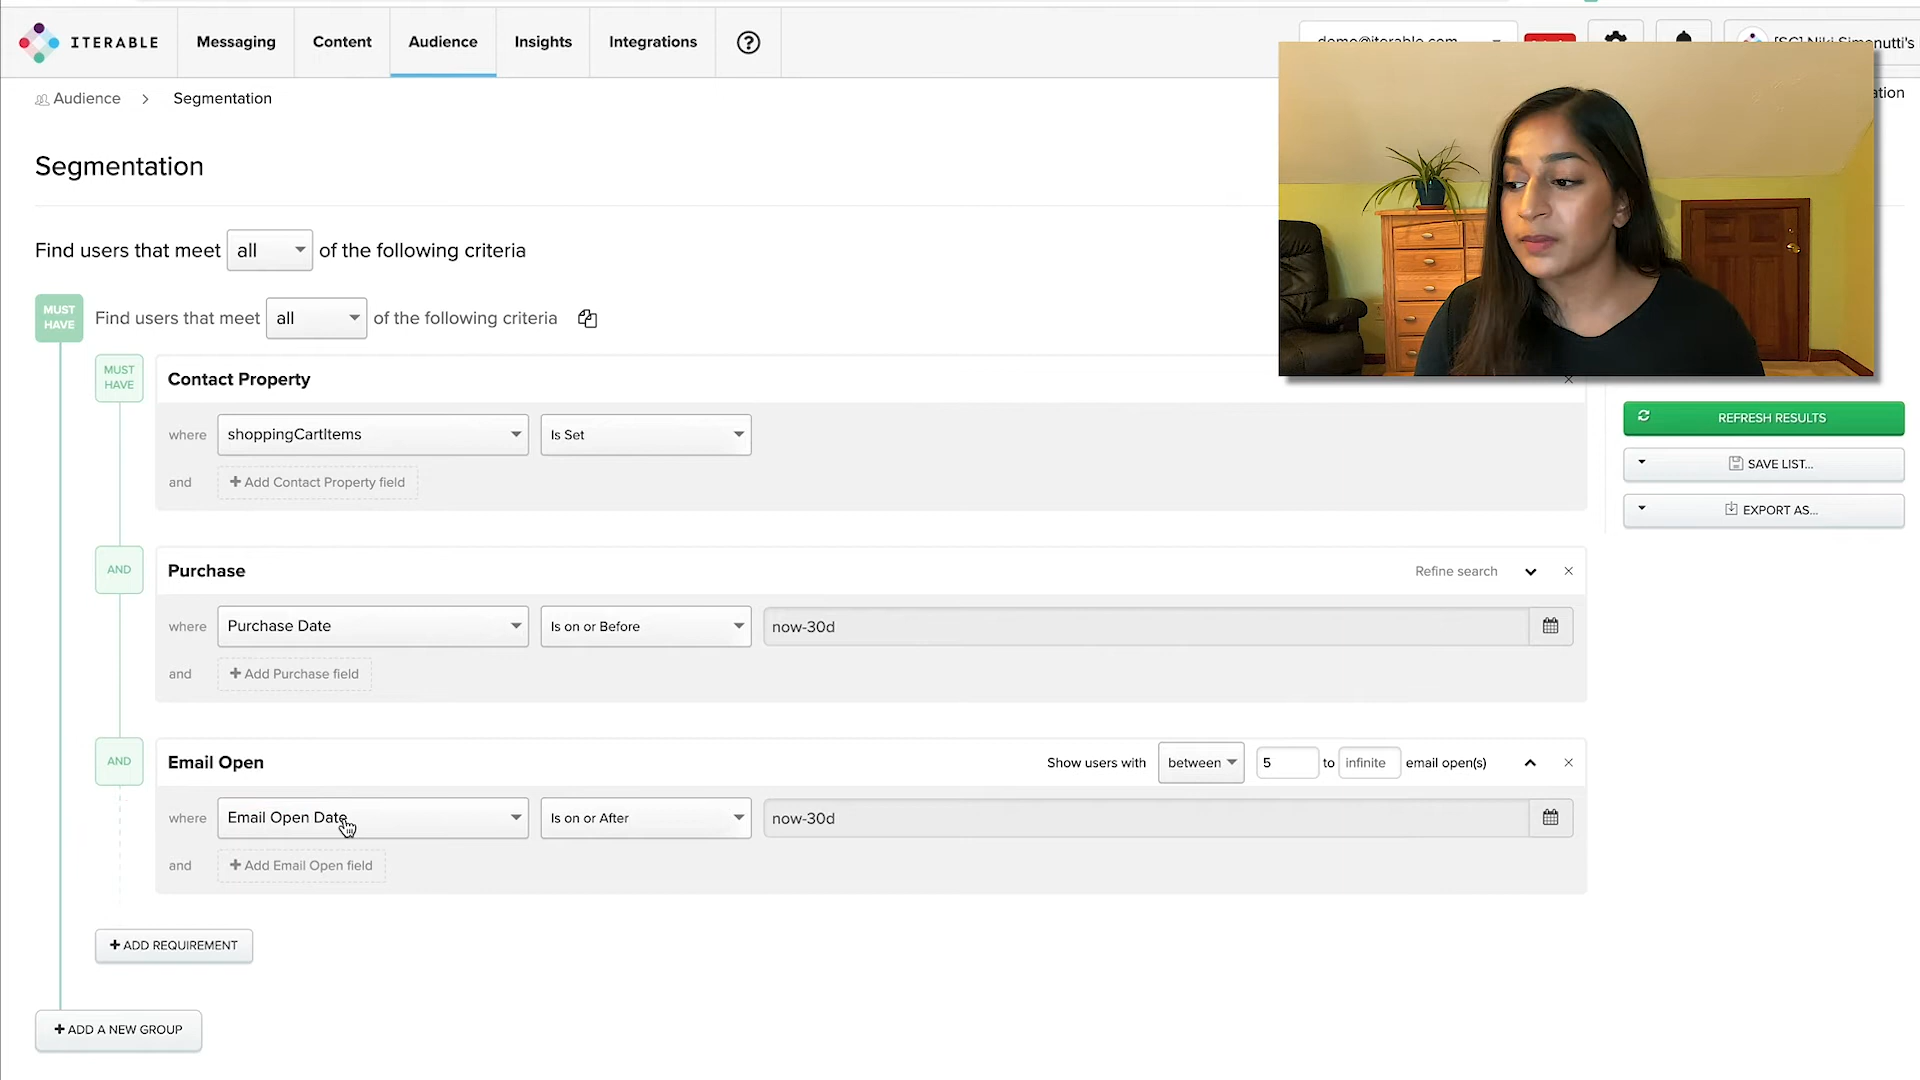 ITERABLE Messaging Content Audience Insights Integrations ?
[SC] Niki Simonutti's
Audience > Segmentation
Segmentation
Find users that meet all of the following criteria
MUST HAVE Find users that meet all of the following criteria
MUST HAVE Contact Property ×
where shoppingCartItems Is Set
and + Add Contact Property field
REFRESH RESULTS
SAVE LIST...
EXPORT AS...
AND Purchase Refine search ×
where Purchase Date Is on or Before now-30d
and + Add Purchase field
AND Email Open Show users with between 5 to infinite email open(s) ×
where Email Open Date Is on or After now-30d
and + Add Email Open field
+ ADD REQUIREMENT
+ ADD A NEW GROUP